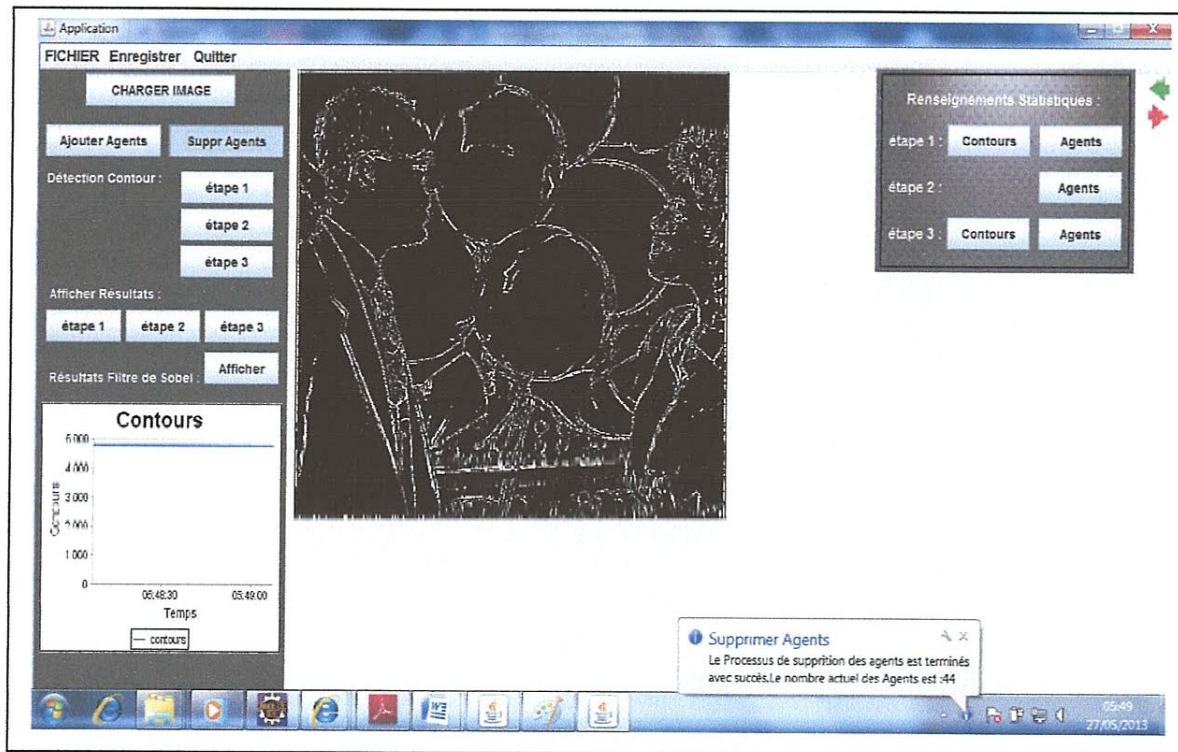 Application
FICHIER Enregistrer Quitter
CHARGER IMAGE
Ajouter Agents Suppr Agents
Détection Contour :
étape 1
étape 2
étape 3
Afficher Résultats :
étape 1 étape 2 étape 3
Résultats Filtre de Sobel : Afficher
Contours
Contours
6 000
4 000
3 000
2 000
1 000
0
06:48:30 05:49:00
Temps
contours
Renseignements Statistiques :
étape 1 : Contours Agents
étape 2 : Agents
étape 3 : Contours Agents
Supprimer Agents
Le Processus de supprition des agents est terminés
avec succès.Le nombre actuel des Agents est :44
05:49
27/05/2013